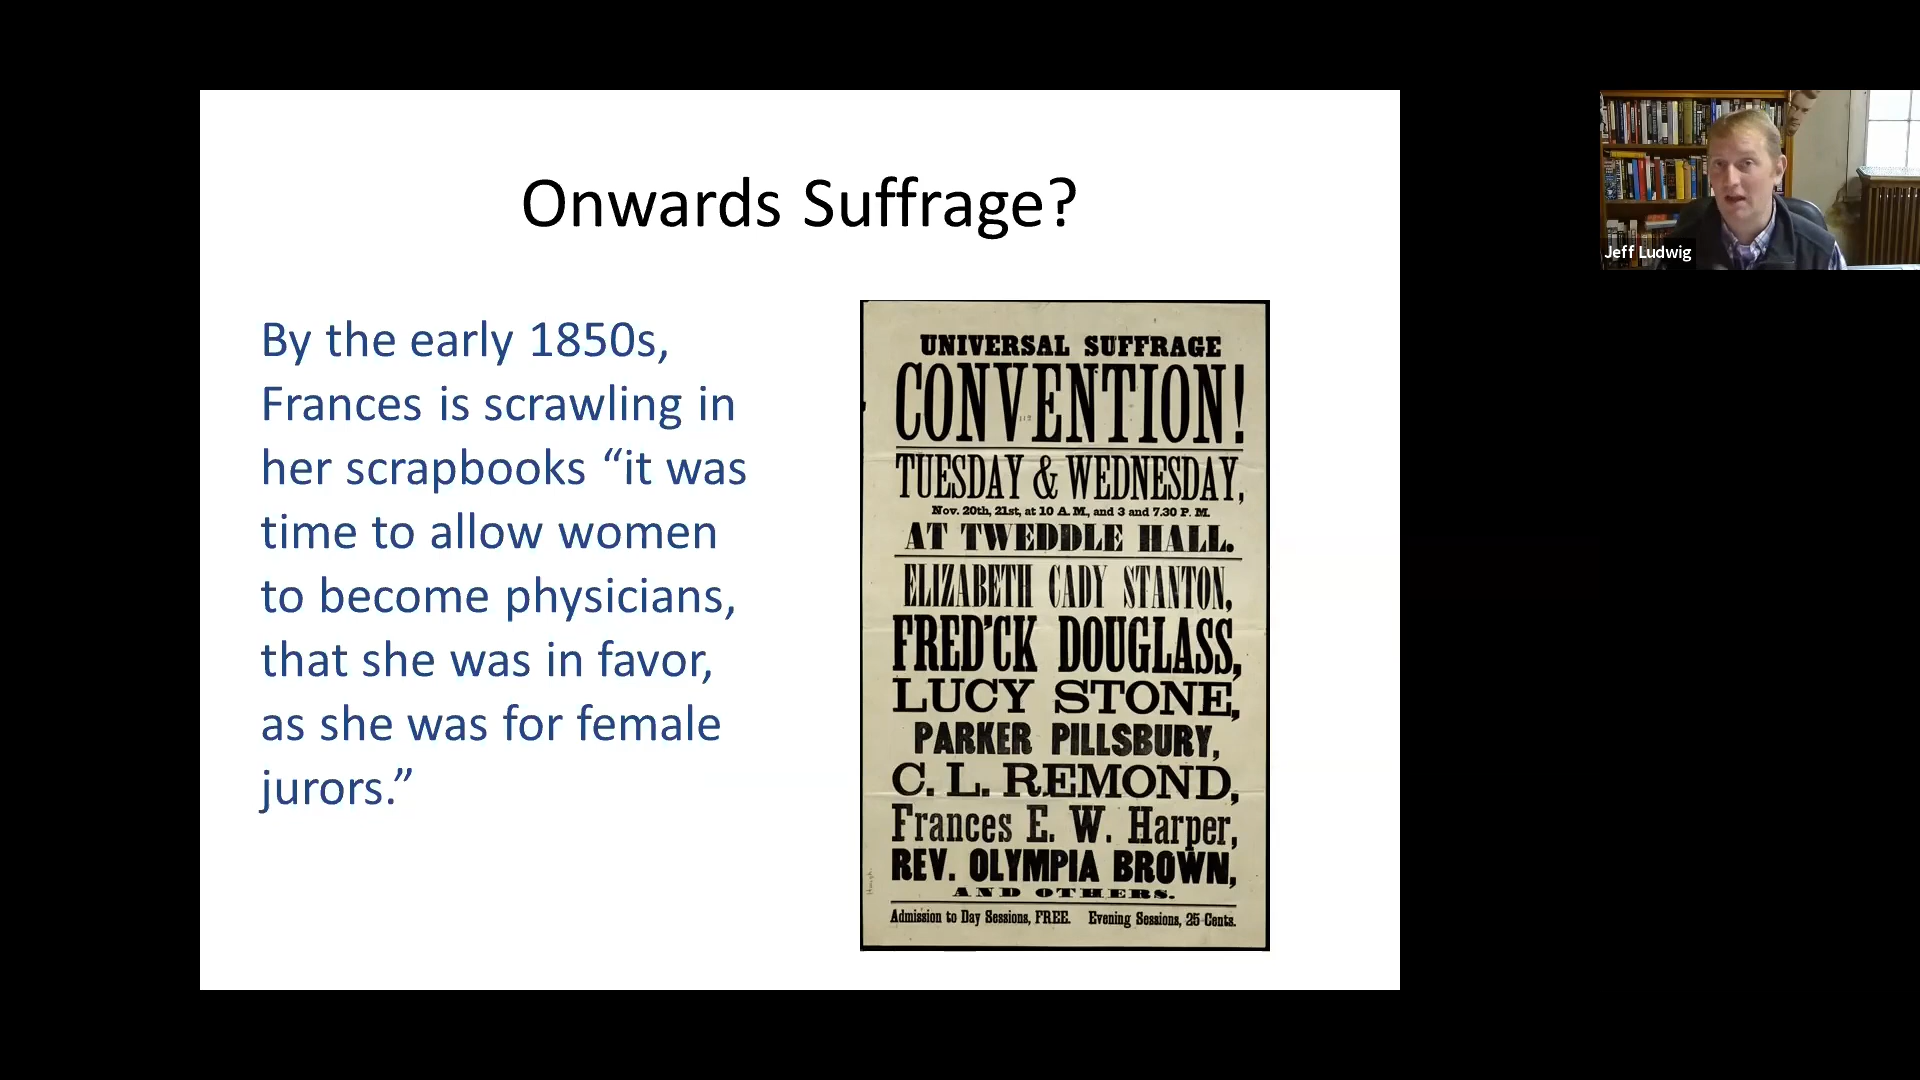 Onwards Suffrage?
By the early 1850s,
Frances is scrawling in
her scrapbooks “it was
time to allow women
to become physicians,
that she was in favor,
as she was for female
jurors.”
UNIVERSAL SUFFRAGE
CONVENTION!
TUESDAY & WEDNESDAY,
Nov. 20th, 21st, at 10 A. M., and 3 and 7.30 P. M.
AT TWEDDLE HALL.
ELIZABETH CADY STANTON,
FRED'CK DOUGLASS,
LUCY STONE,
PARKER PILLSBURY,
C. L. REMOND,
Frances E. W. Harper,
REV. OLYMPIA BROWN,
AND OTHERS.
Admission to Day Sessions, FREE. Evening Sessions, 25 Cents.
Jeff Ludwig